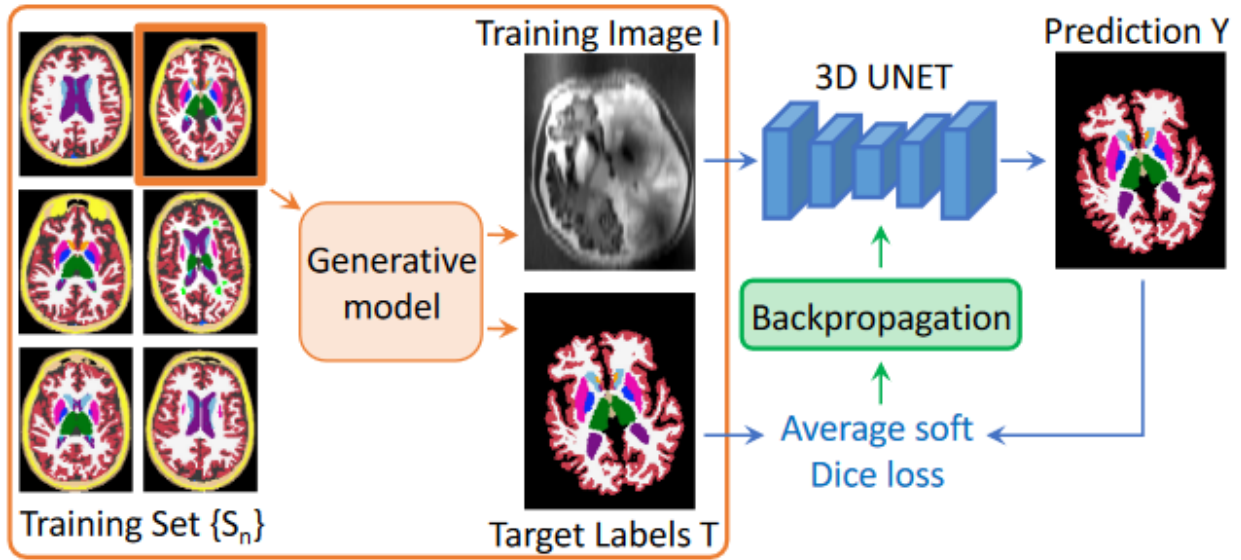 Training Set {Sₙ}
Generative
model
Training Image I
Target Labels T
3D UNET
Prediction Y
Backpropagation
Average soft
Dice loss